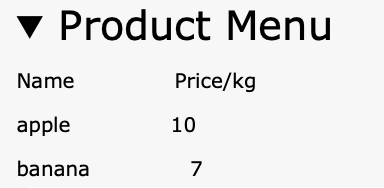 ▼ Product Menu
Name Price/kg
apple 10
banana 7